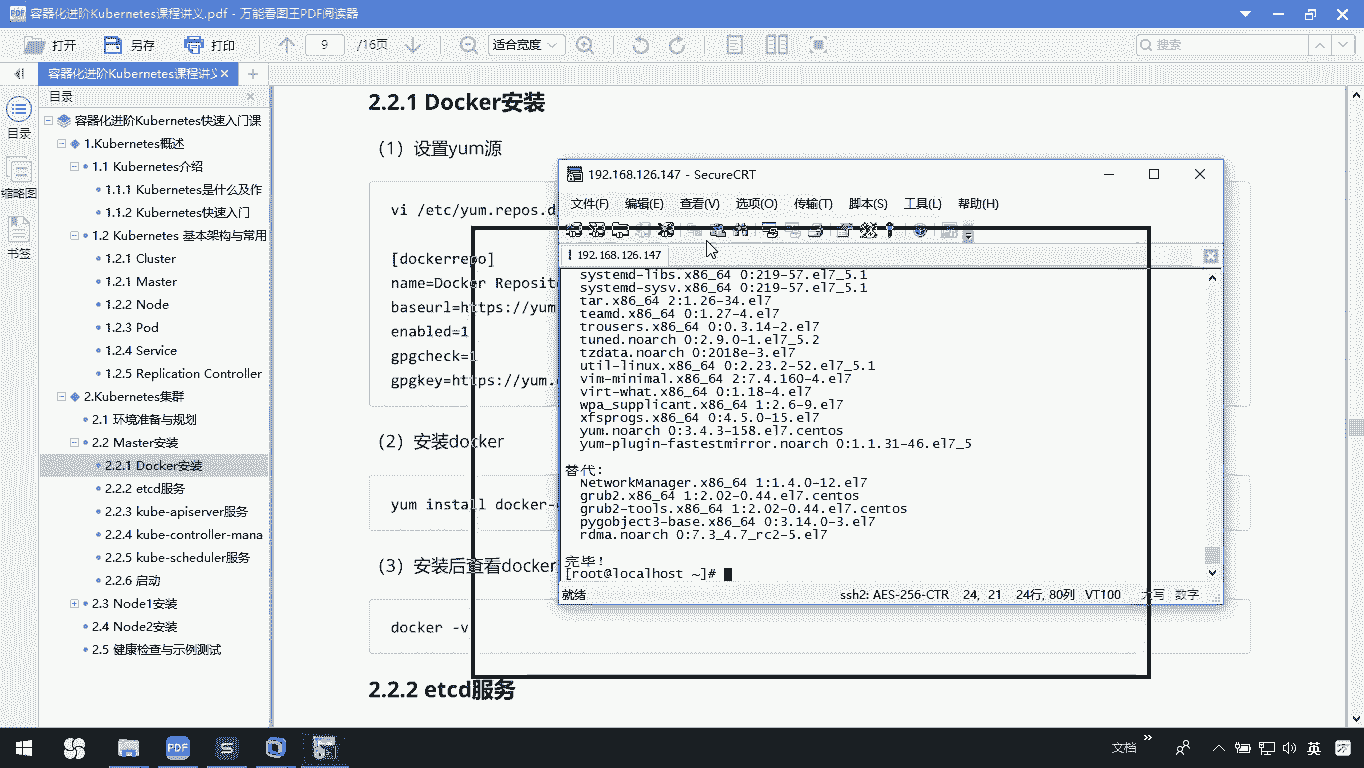 容器化进阶Kubernetes课程讲义.pdf - 万能看图王PDF阅读器
打开
另存
打印
9
/16页
适合宽度
搜索
容器化进阶Kubernetes课程讲义
目录
目录
缩略图
书签
容器化进阶Kubernetes快速入门课
1.Kubernetes概述
1.1 Kubernetes介绍
1.1.1 Kubernetes是什么及作
1.1.2 Kubernetes快速入门
1.2 Kubernetes 基本架构与常用
1.2.1 Cluster
1.2.1 Master
1.2.2 Node
1.2.3 Pod
1.2.4 Service
1.2.5 Replication Controller
2.Kubernetes集群
2.1 环境准备与规划
2.2 Master安装
2.2.1 Docker安装
2.2.2 etcd服务
2.2.3 kube-apiserver服务
2.2.4 kube-controller-mana
2.2.5 kube-scheduler服务
2.2.6 启动
2.3 Node1安装
2.4 Node2安装
2.5 健康检查与示例测试
2.2.1 Docker安装
（1）设置yum源
vi /etc/yum.repos.d
[dockerrepo]
name=Docker Reposit
baseurl=https://yum
enabled=1
gpgcheck=1
gpgkey=https://yum.
（2）安装docker
yum install docker-
（3）安装后查看docker
docker -v
2.2.2 etcd服务
192.168.126.147 - SecureCRT
文件(F) 编辑(E) 查看(V) 选项(O) 传输(T) 脚本(S) 工具(L) 帮助(H)
192.168.126.147
systemd-libs.x86_64 0:219-57.el7_5.1
systemd-sysv.x86_64 0:219-57.el7_5.1
tar.x86_64 2:1.26-34.el7
teamd.x86_64 0:1.27-4.el7
trousers.x86_64 0:0.3.14-2.el7
tuned.noarch 0:2.9.0-1.el7_5.2
tzdata.noarch 0:2018e-3.el7
util-linux.x86_64 0:2.23.2-52.el7_5.1
vim-minimal.x86_64 2:7.4.160-4.el7
virt-what.x86_64 0:1.18-4.el7
wpa_supplicant.x86_64 1:2.6-9.el7
xfsprogs.x86_64 0:4.5.0-15.el7
yum.noarch 0:3.4.3-158.el7.centos
yum-plugin-fastestmirror.noarch 0:1.1.31-46.el7_5
替代:
NetworkManager.x86_64 1:1.4.0-12.el7
grub2.x86_64 1:2.02-0.44.el7.centos
grub2-tools.x86_64 1:2.02-0.44.el7.centos
pygobject3-base.x86_64 0:3.14.0-3.el7
rdma.noarch 0:7.3_4.7_rc2-5.el7
完毕！
[root@localhost ~]#
就绪
ssh2: AES-256-CTR 24, 21 24行, 80列 VT100 大写 数字
PDF
文档
英